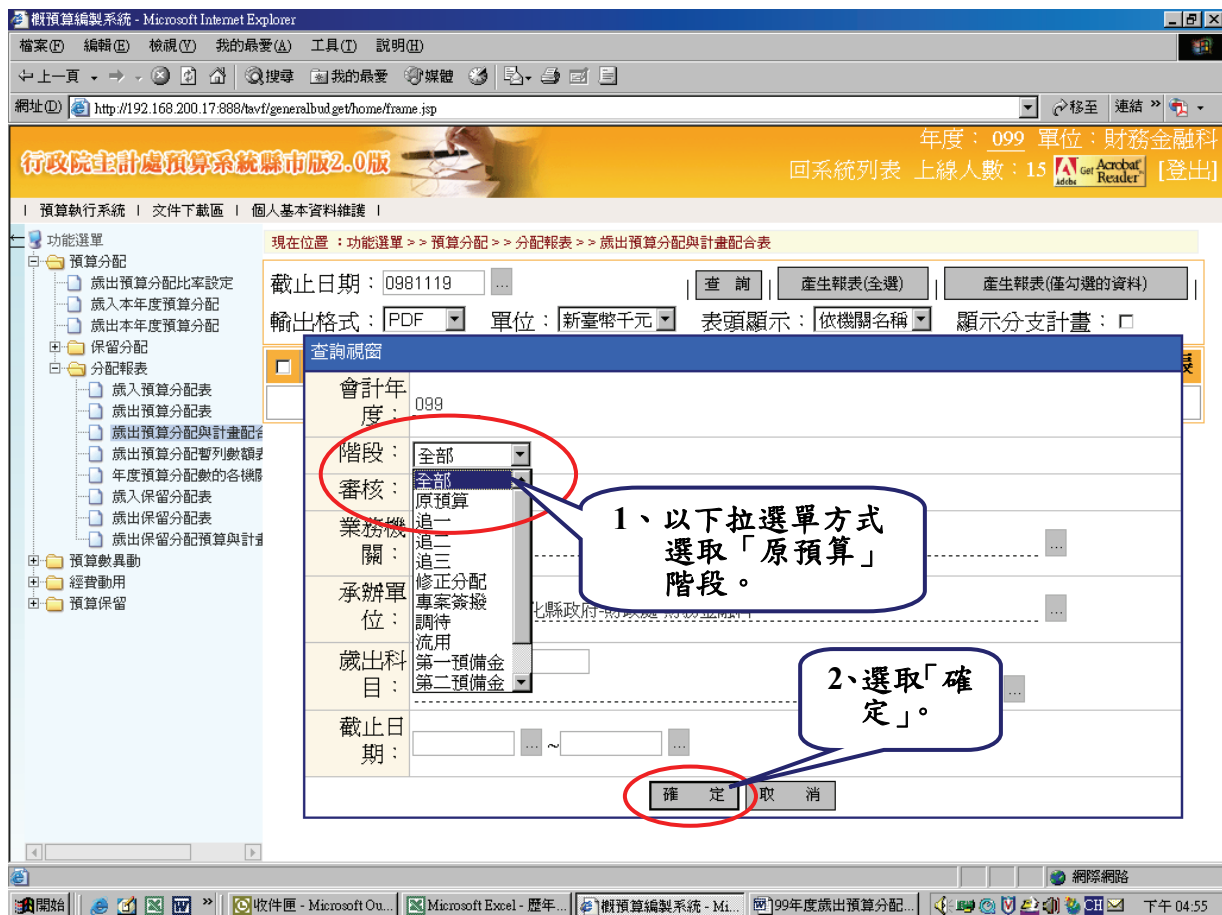 概預算編製系統 - Microsoft Internet Explorer
檔案(F) 編輯(E) 檢視(V) 我的最愛(A) 工具(T) 說明(H)
上一頁 搜尋 我的最愛 媒體
網址(D) http://192.168.200.17:888/tavf/generalbudget/home/frame.jsp 移至 連結 »
行政院主計處預算系統縣市版2.0版
年度：099 單位：財務金融科
回系統列表 上線人數：15 Adobe Get Acrobat Reader [登出]
| 預算執行系統 | 文件下載區 | 個人基本資料維護 |
功能選單
預算分配
歲出預算分配比率設定
歲入本年度預算分配
歲出本年度預算分配
保留分配
分配報表
歲入預算分配表
歲出預算分配表
歲出預算分配與計畫配合
歲出預算分配暫列數額表
年度預算分配數的各機關
歲入保留分配表
歲出保留分配表
歲出保留分配預算與計畫
預算數異動
經費動用
預算保留
現在位置：功能選單>>預算分配>>分配報表>>歲出預算分配與計畫配合表
截止日期：0981119 ... | 查 詢 | 產生報表(全選) | 產生報表(僅勾選的資料) |
輸出格式：PDF 單位：新臺幣千元 表頭顯示：依機關名稱 顯示分支計畫：
查詢視窗
會計年度：099
階段：全部
審核：
全部
原預算
追一
追二
追三
修正分配
專案簽撥
調待
流用
第一預備金
第二預備金
業務機關： ...
承辦單位： 化縣政府-財政處-財務金融科 ...
歲出科目： ...
截止日期： ... ~ ...
確 定 取 消
1、以下拉選單方式
選取「原預算」
階段。
2、選取「確
定」。
網際網路
開始 » 收件匣 - Microsoft Ou... Microsoft Excel - 歷年... 概預算編製系統 - Mi... 99年度歲出預算分配... CH 下午 04:55